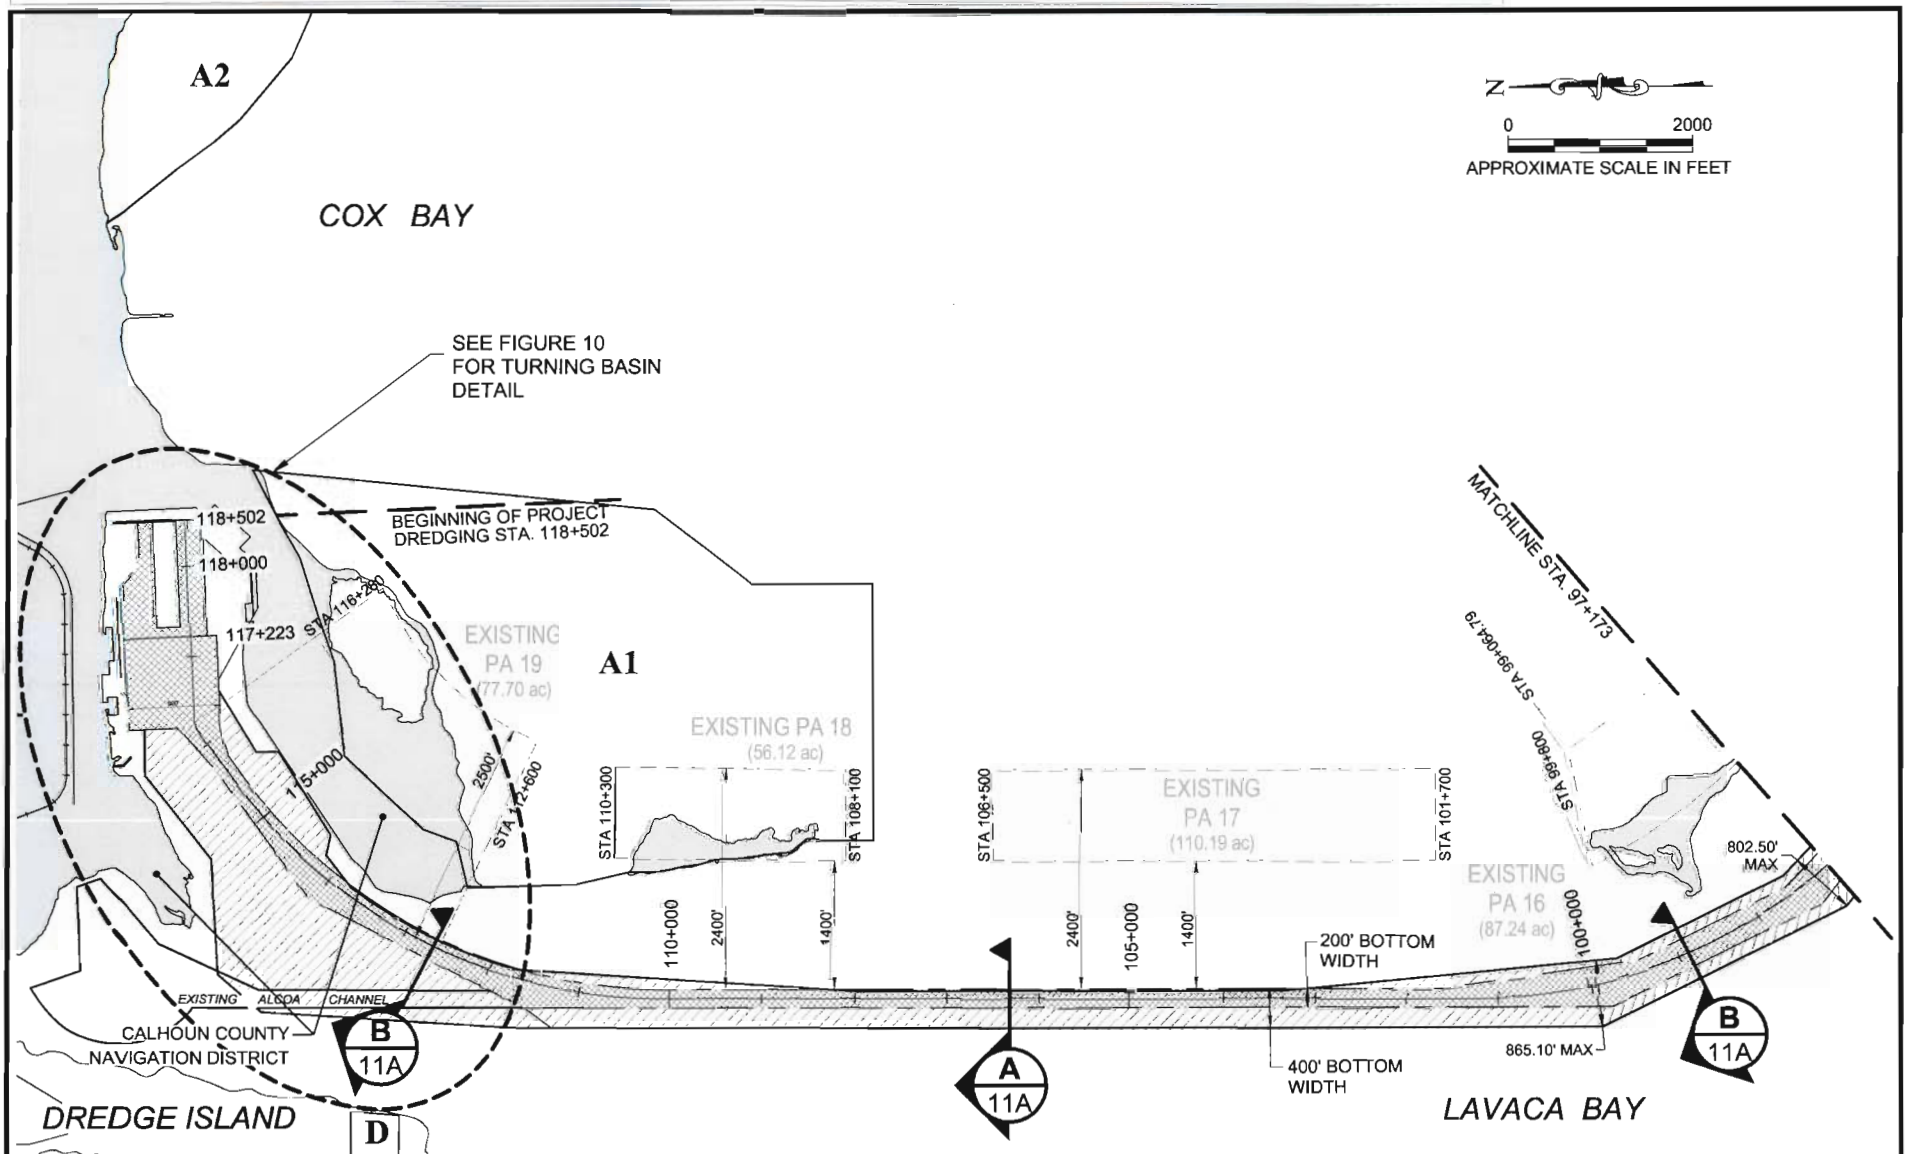 A2
N
0 2000
APPROXIMATE SCALE IN FEET
COX BAY
SEE FIGURE 10
FOR TURNING BASIN
DETAIL
MATCHLINE STA. 97+173
118+502
BEGINNING OF PROJECT
DREDGING STA. 118+502
118+000
STA 116+280
117+223
EXISTING
PA 19
(77.70 ac)
A1
STA 99+064.79
EXISTING PA 18
(56.12 ac)
115+000
2500'
STA 112+600
STA 110+300
STA 108+100
STA 106+500
EXISTING
PA 17
(110.19 ac)
STA 101+700
STA 99+800
802.50'
MAX
EXISTING
PA 16
(87.24 ac)
100+000
110+000
2400'
1400'
2400'
105+000
1400'
200' BOTTOM
WIDTH
EXISTING ALCOA CHANNEL
CALHOUN COUNTY
NAVIGATION DISTRICT
B
11A
A
11A
400' BOTTOM
WIDTH
865.10' MAX
B
11A
DREDGE ISLAND
D
LAVACA BAY